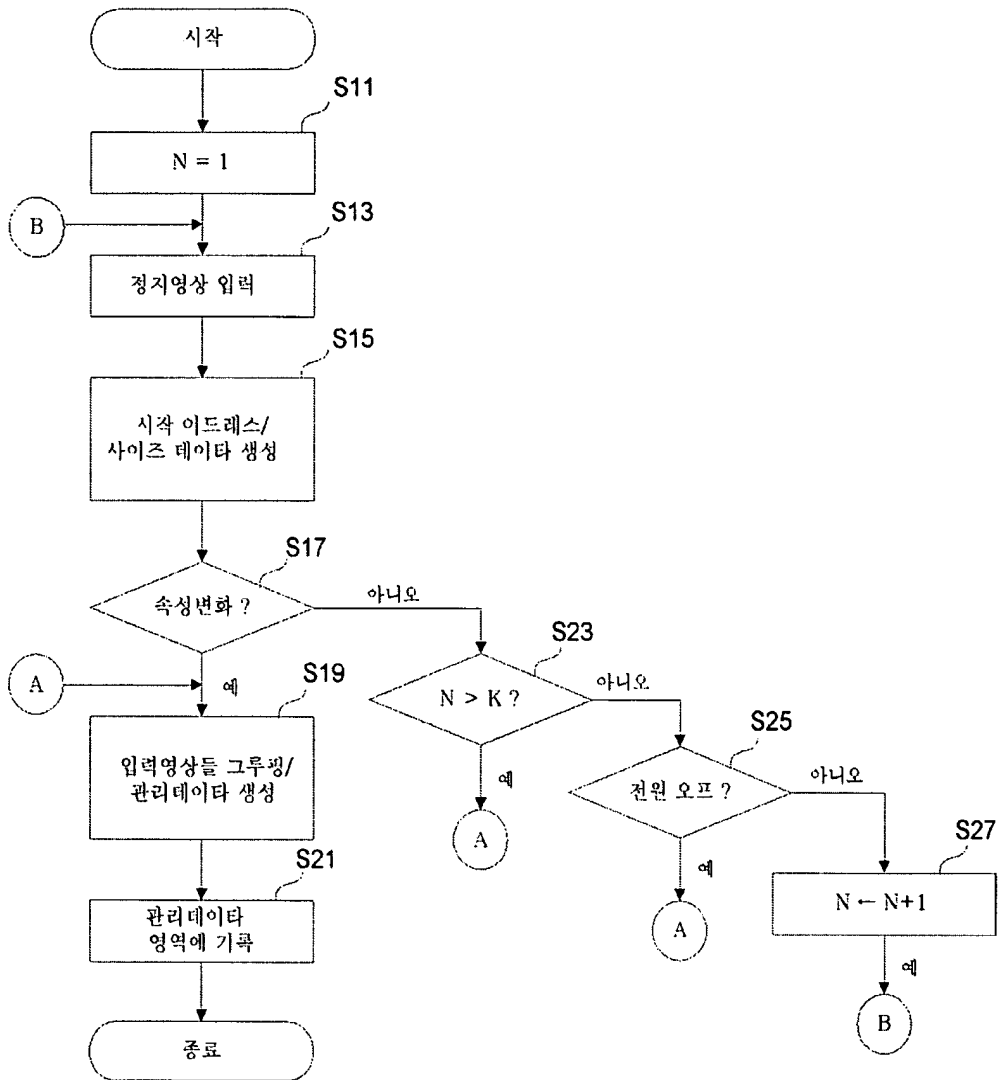 시작
S11
N = 1
B
S13
정지영상 입력
S15
시작 어드레스/
사이즈 데이타 생성
S17
속성변화 ?
아니오
A
예
S19
입력영상들 그루핑/
관리데이타 생성
S21
관리데이타
영역에 기록
종료
S23
N > K ?
아니오
예
A
S25
전원 오프 ?
아니오
예
A
S27
N ← N+1
예
B